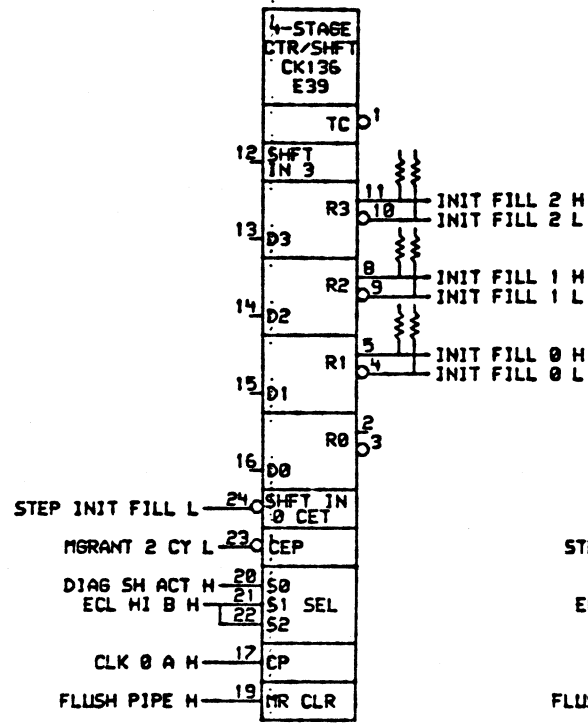 4-STAGE
CTR/SHFT
CK136
E39
TC 1
12 SHFT
IN 3
R3 11 INIT FILL 2 H
10 INIT FILL 2 L
13 D3
R2 8 INIT FILL 1 H
9 INIT FILL 1 L
14 D2
R1 5 INIT FILL 0 H
4 INIT FILL 0 L
15 D1
R0 2
3
16 D0
STEP INIT FILL L 24 SHFT IN
0 CET
MGRANT 2 CY L 23 CEP
ST
DIAG SH ACT H 20 S0
ECL HI B H 21 S1 SEL
E
22 S2
CLK 0 A H 17 CP
FLUSH PIPE H 19 MR CLR
FLU